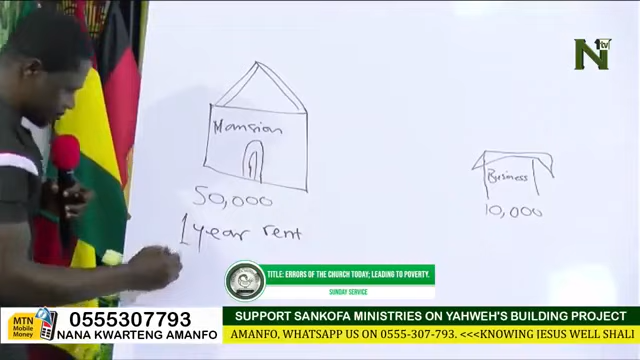 N1tv
Mansion
50,000
1 year rent
Business
10,000
TITLE: ERRORS OF THE CHURCH TODAY; LEADING TO POVERTY.
SUNDAY SERVICE
MTN
Mobile
Money
0555307793
NANA KWARTENG AMANFO
SUPPORT SANKOFA MINISTRIES ON YAHWEH'S BUILDING PROJECT
AMANFO, WHATSAPP US ON 0555-307-793. <<<KNOWING IESUS WELL SHALL